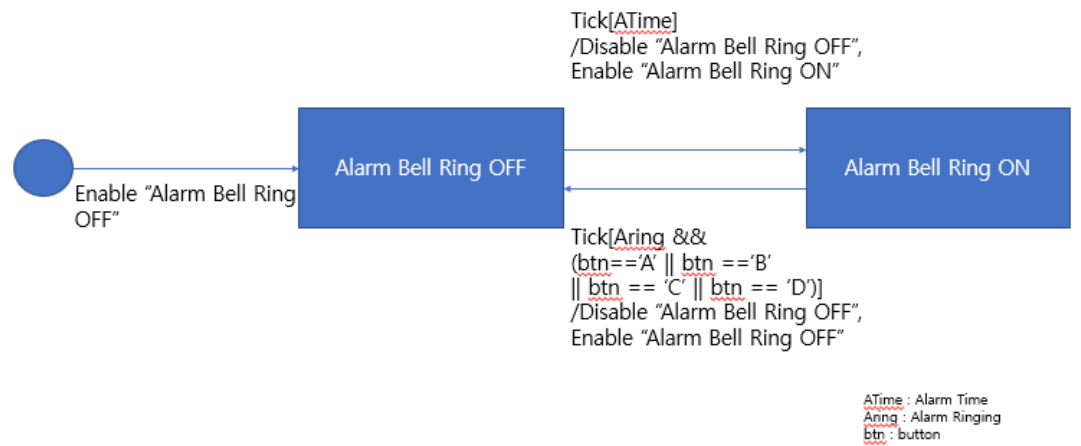 Tick[ATime]
/Disable “Alarm Bell Ring OFF”,
Enable “Alarm Bell Ring ON”
Alarm Bell Ring OFF
Alarm Bell Ring ON
Enable “Alarm Bell Ring
OFF”
Tick[Aring &&
(btn==‘A’ || btn ==‘B’
|| btn == ‘C’ || btn == ‘D’)]
/Disable “Alarm Bell Ring OFF”,
Enable “Alarm Bell Ring OFF”
ATime : Alarm Time
Aring : Alarm Ringing
btn : button